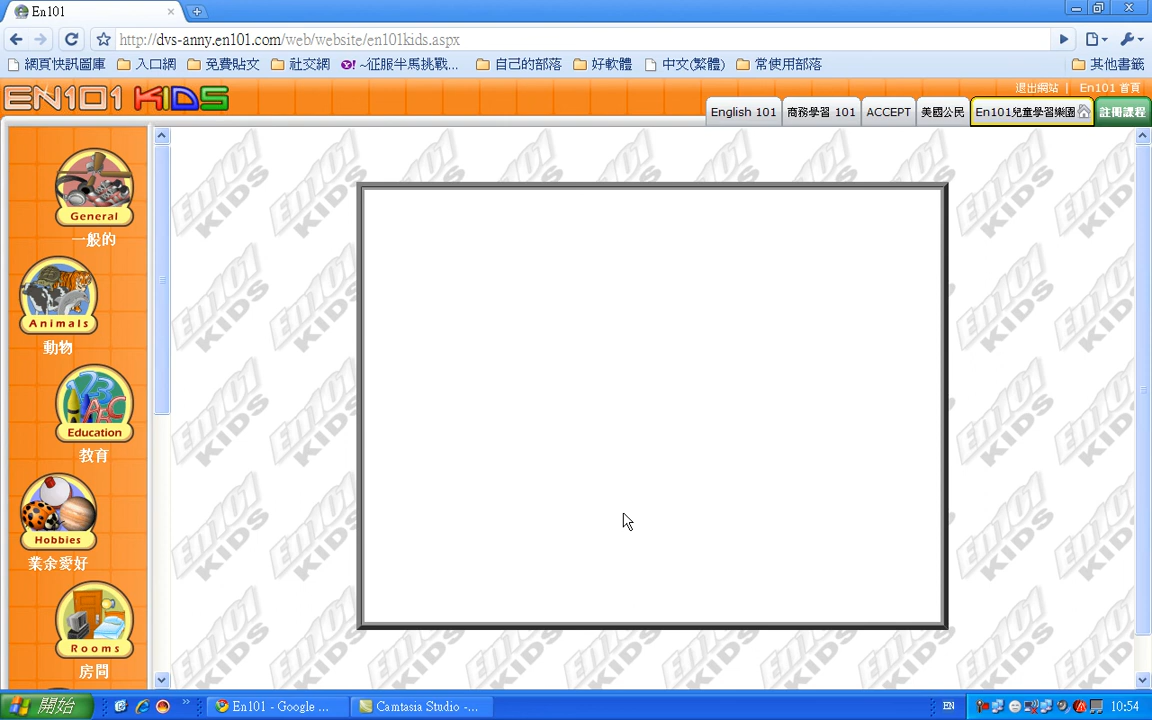 En101
http://dvs-anny.en101.com/web/website/en101kids.aspx
網頁快訊圖庫 入口網 免費貼文 社交網 ~征服半馬挑戰... 自己的部落 好軟體 中文(繁體) 常使用部落 其他書籤
EN101 KIDS
退出網站 | En101 首頁
English 101 商務學習 101 ACCEPT 美國公民 En101兒童學習樂園 註冊課程
General
一般的
Animals
動物
Education
教育
Hobbies
業余愛好
Rooms
房間
En101 KIDS
開始 En101 - Google ... Camtasia Studio -... EN 10:54